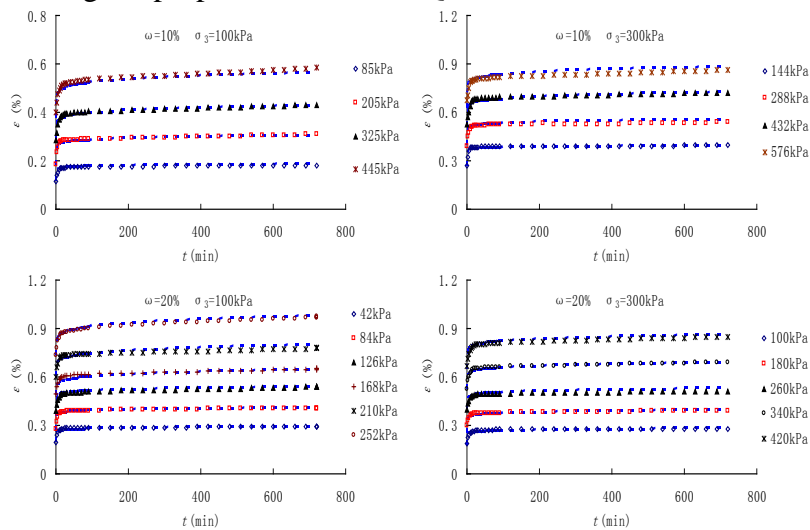 0.8
0.6
0.4
0.2
0
ε (%)
ω=10% σ3=100kPa
85kPa
205kPa
325kPa
445kPa
0 200 400 600 800
t(min)
1.2
0.9
0.6
0.3
0
ε (%)
ω=10% σ3=300kPa
144kPa
288kPa
432kPa
576kPa
0 200 400 600 800
t(min)
1.2
0.9
0.6
0.3
0
ε (%)
ω=20% σ3=100kPa
42kPa
84kPa
126kPa
168kPa
210kPa
252kPa
0 200 400 600 800
t(min)
1.2
0.9
0.6
0.3
0
ε (%)
ω=20% σ3=300kPa
100kPa
180kPa
260kPa
340kPa
420kPa
0 200 400 600 800
t(min)